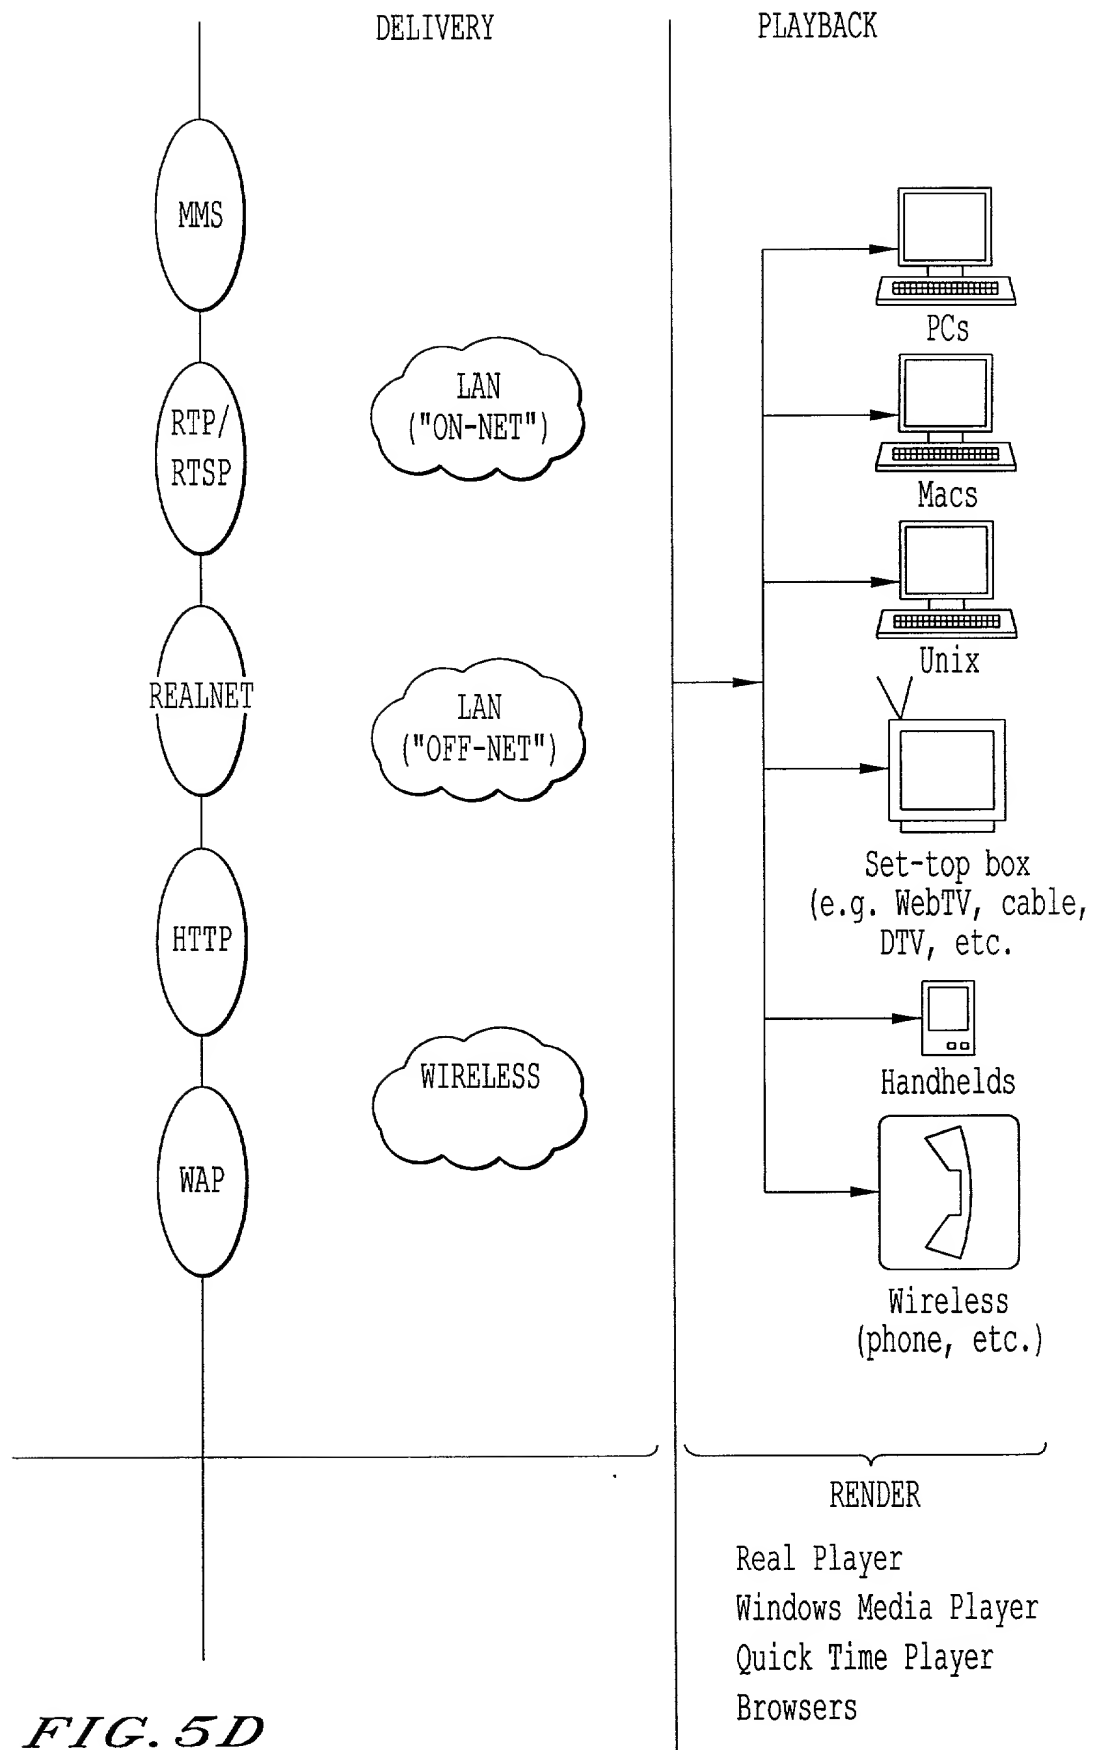 DELIVERY
PLAYBACK
MMS
RTP/
RTSP
REALNET
HTTP
WAP
LAN
("ON-NET")
LAN
("OFF-NET")
WIRELESS
PCs
Macs
Unix
Set-top box
(e.g. WebTV, cable,
DTV, etc.
Handhelds
Wireless
(phone, etc.)
RENDER
Real Player
Windows Media Player
Quick Time Player
Browsers
FIG. 5D